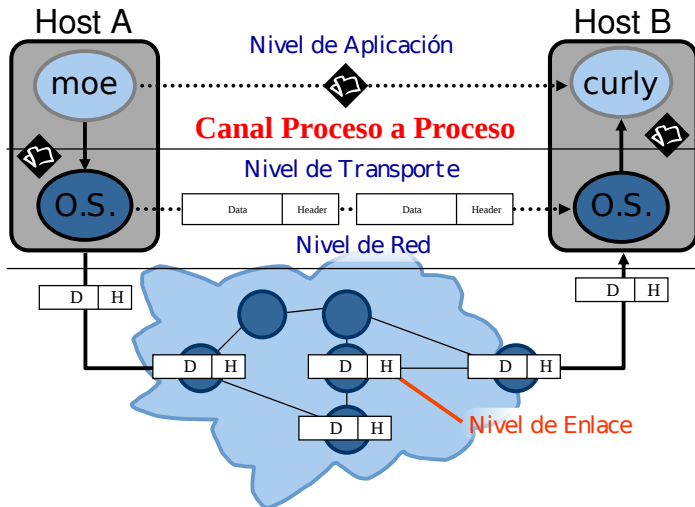 Host A
Host B
Nivel de Aplicación
moe
curly
Canal Proceso a Proceso
Nivel de Transporte
O.S.
Data
Header
Data
Header
O.S.
Nivel de Red
D H
D H
D H
D H
D H
D H
Nivel de Enlace